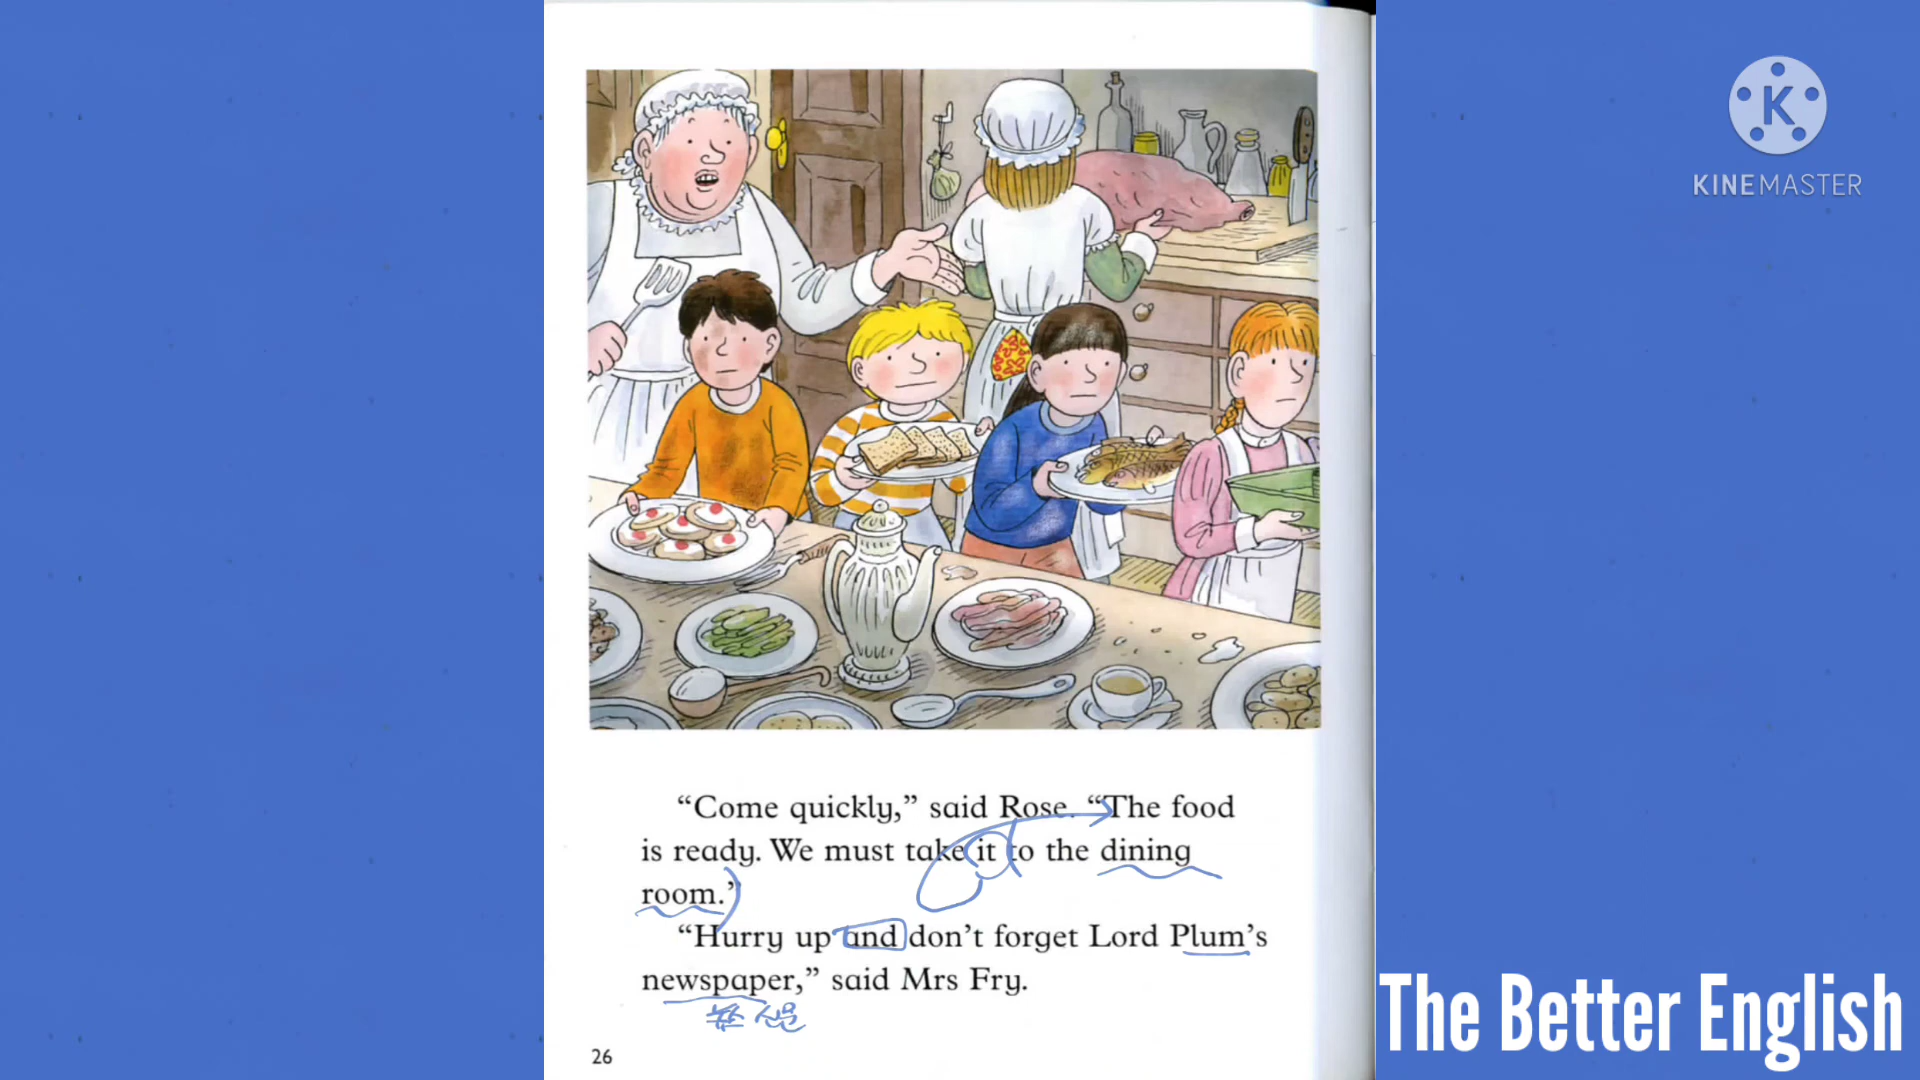 KINEMASTER
“Come quickly,” said Rose. “The food
is ready. We must take it to the dining
room.”
“Hurry up and don’t forget Lord Plum’s
newspaper,” said Mrs Fry.
26
The Better English